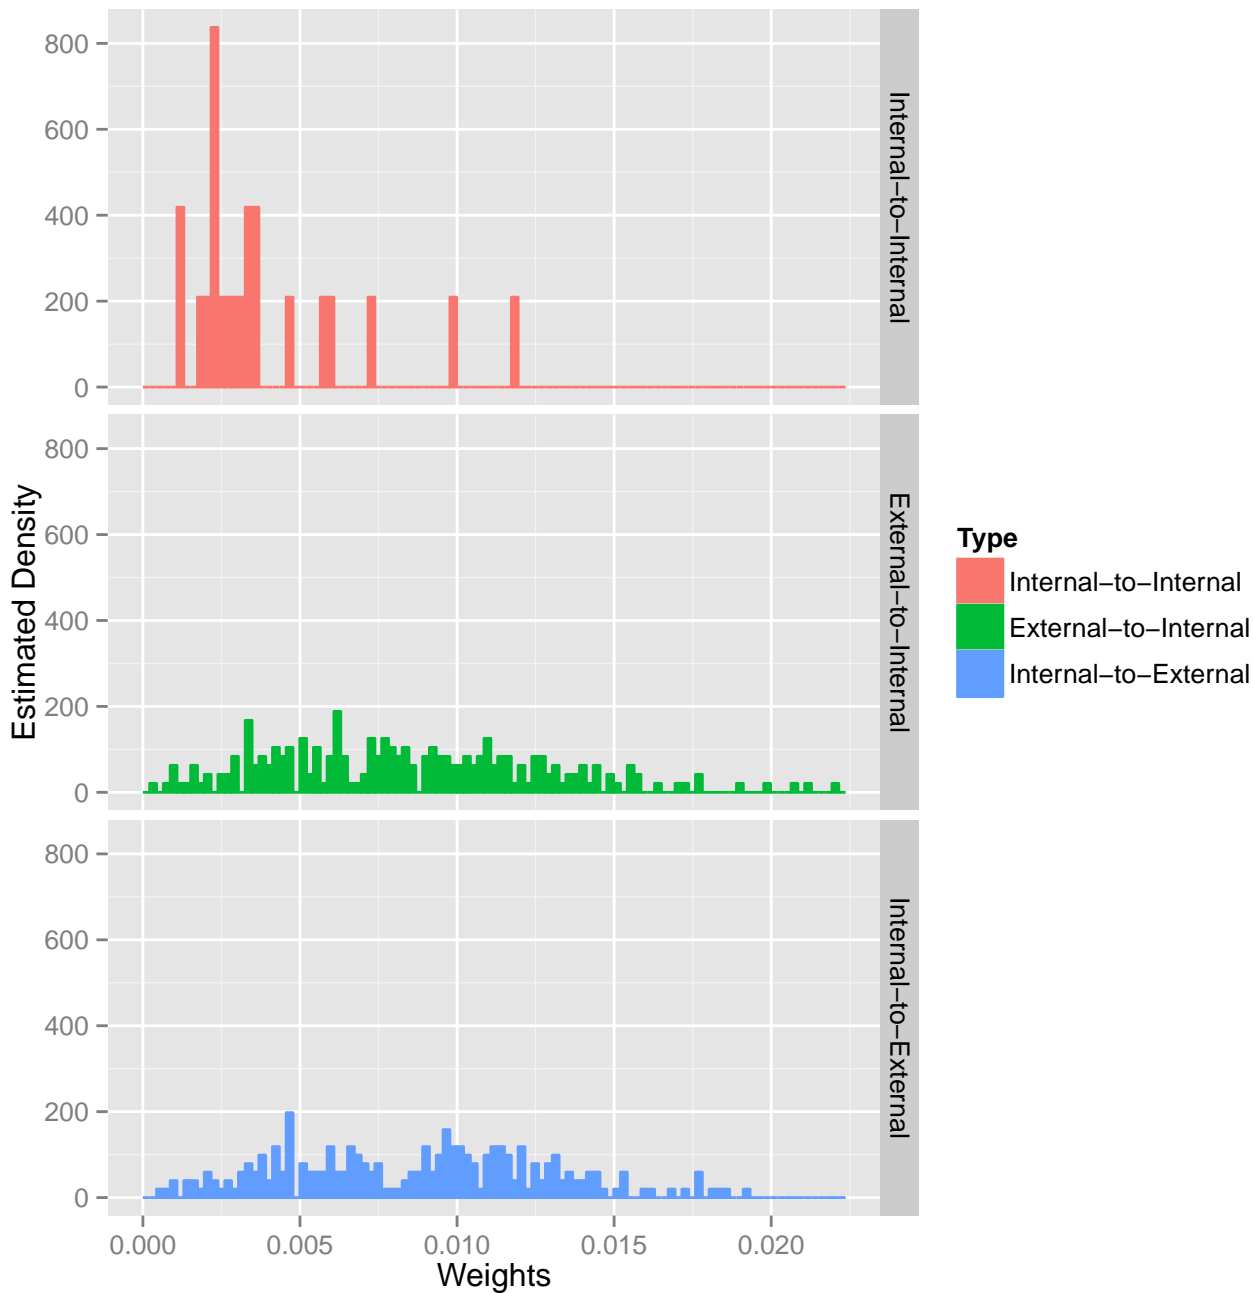 800
600
400
200
0
Internal−to−Internal
800
600
400
200
0
External−to−Internal
800
600
400
200
0
Internal−to−External
0.000 0.005 0.010 0.015 0.020
Weights
Estimated Density
Type
Internal−to−Internal
External−to−Internal
Internal−to−External